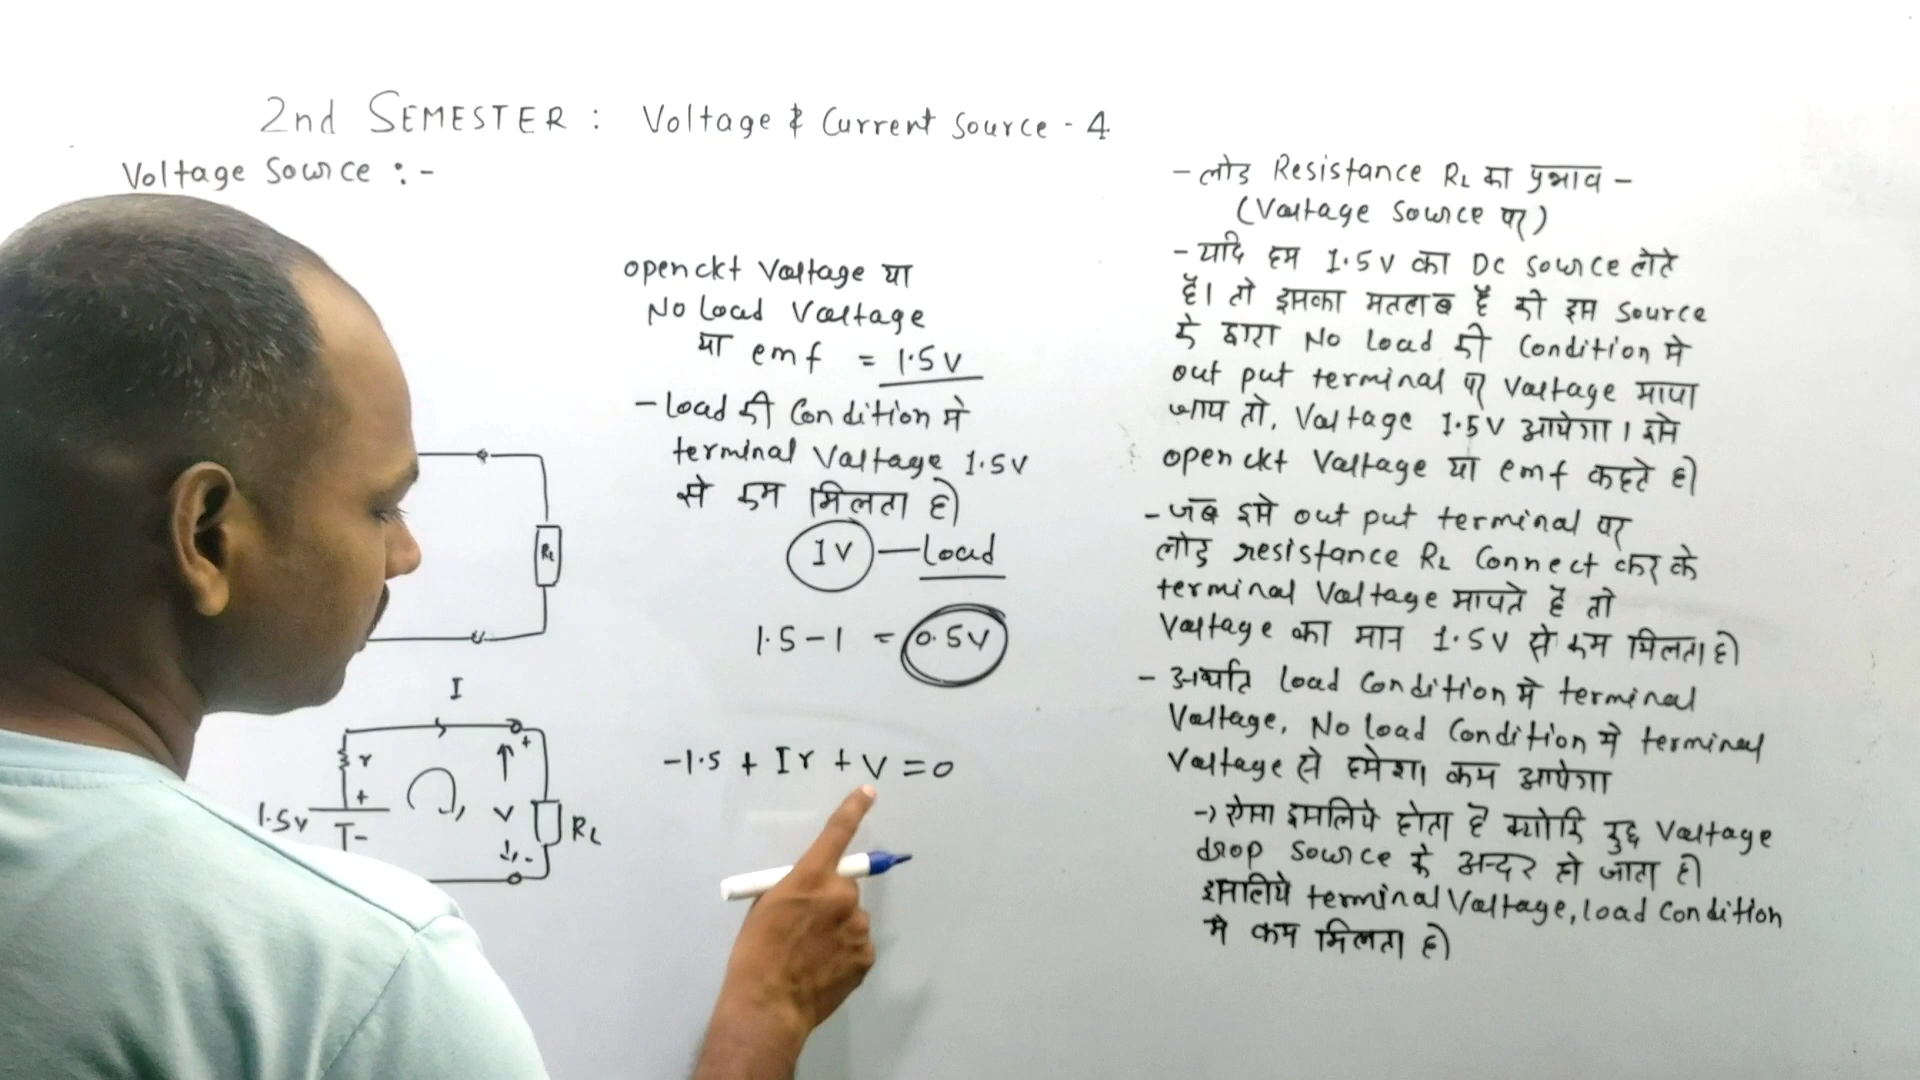 2nd SEMESTER : Voltage & Current Source - 4
Voltage Source :-
open ckt Voltage या
No load Voltage
या emf = 1.5 V
- load की Condition मे
terminal Voltage 1.5V
से कम मिलता है।
1V — Load
1.5 - 1 = 0.5V
-1.5 + Ir + V = 0
RL
I
r
+
1.5V
-
+
V
-
RL
- लोड Resistance RL का प्रभाव -
(Voltage Source पर)
- यदि हम 1.5V का DC Source लेते
हैं। तो इसका मतलब है की इस Source
के द्वारा No Load की Condition मे
out put terminal पर Voltage मापा
जाय तो, Voltage 1.5V आयेगा। इसे
open ckt Voltage या emf कहते है।
- जब इसे out put terminal पर
लोड resistance RL Connect कर के
terminal Voltage मापते है तो
Voltage का मान 1.5V से कम मिलता है।
- अर्थात load Condition मे terminal
Voltage, No load Condition मे terminal
Voltage से हमेशा कम आयेगा
-> ऐसा इसलिये होता है क्योकि कुछ Voltage
drop Source के अन्दर हो जाता है।
इसलिये terminal Voltage, load Condition
मे कम मिलता है।